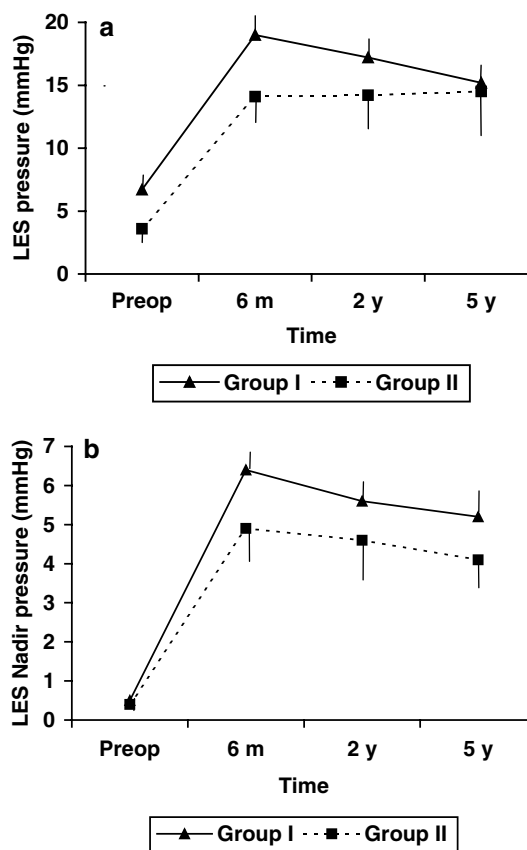 a
LES pressure (mmHg)
20
15
10
5
0
Preop 6 m 2 y 5 y
Time
Group I Group II
b
LES Nadir pressure (mmHg)
7
6
5
4
3
2
1
0
Preop 6 m 2 y 5 y
Time
Group I Group II